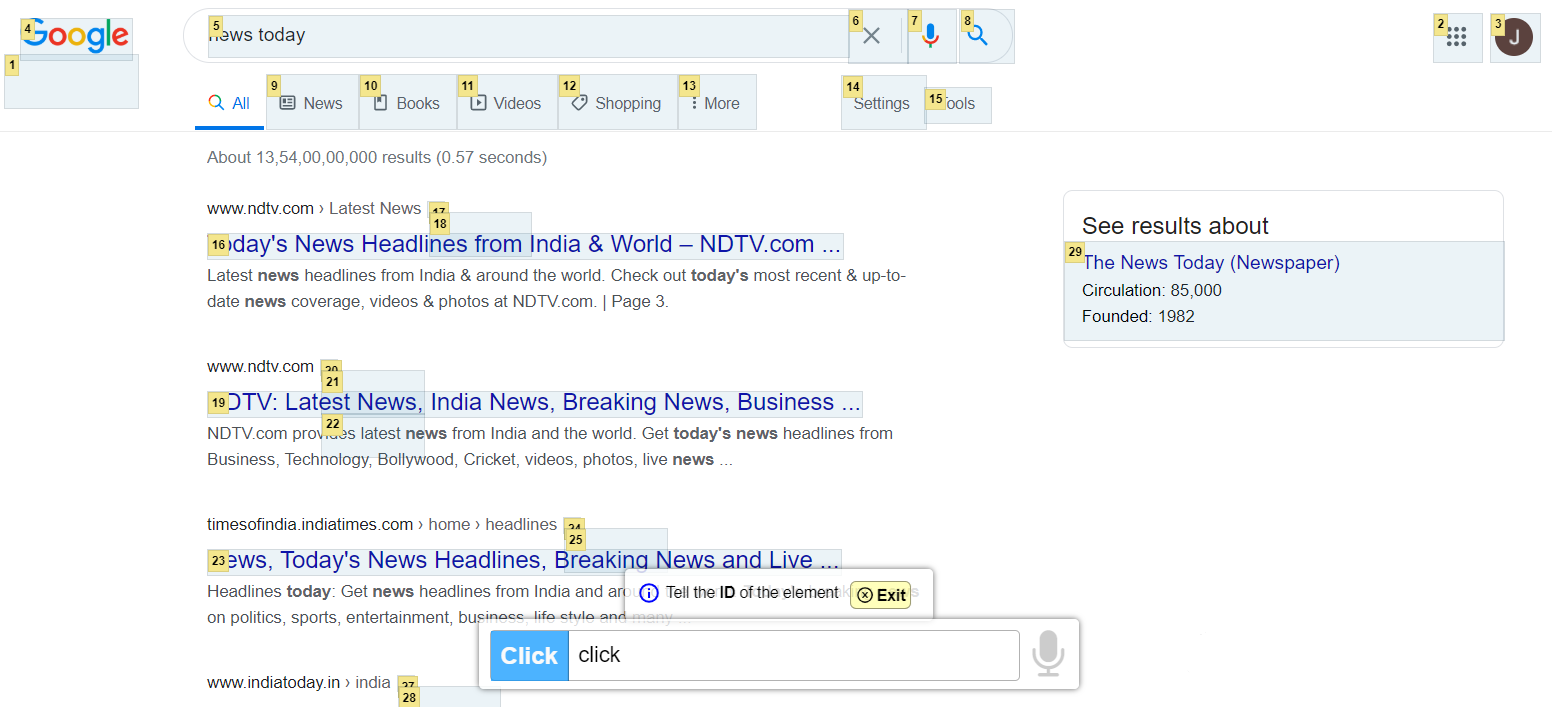 4 Google
5 news today
6
7
8
2
3 J
1
All
9 News
10 Books
11 Videos
12 Shopping
13 More
14 Settings
15 Tools
About 13,54,00,00,000 results (0.57 seconds)
www.ndtv.com › Latest News 17
18
16 Today's News Headlines from India & World – NDTV.com ...
Latest news headlines from India & around the world. Check out today's most recent & up-to-
date news coverage, videos & photos at NDTV.com. | Page 3.
See results about
29 The News Today (Newspaper)
Circulation: 85,000
Founded: 1982
www.ndtv.com 20
21
19 NDTV: Latest News, India News, Breaking News, Business ...
22
NDTV.com provides latest news from India and the world. Get today's news headlines from
Business, Technology, Bollywood, Cricket, videos, photos, live news ...
timesofindia.indiatimes.com › home › headlines 24
25
23 News, Today's News Headlines, Breaking News and Live ...
Headlines today: Get news headlines from India and
on politics, sports, entertainment, business, life style and many ...
Tell the ID of the element
Exit
Click click
www.indiatoday.in › india 27
28